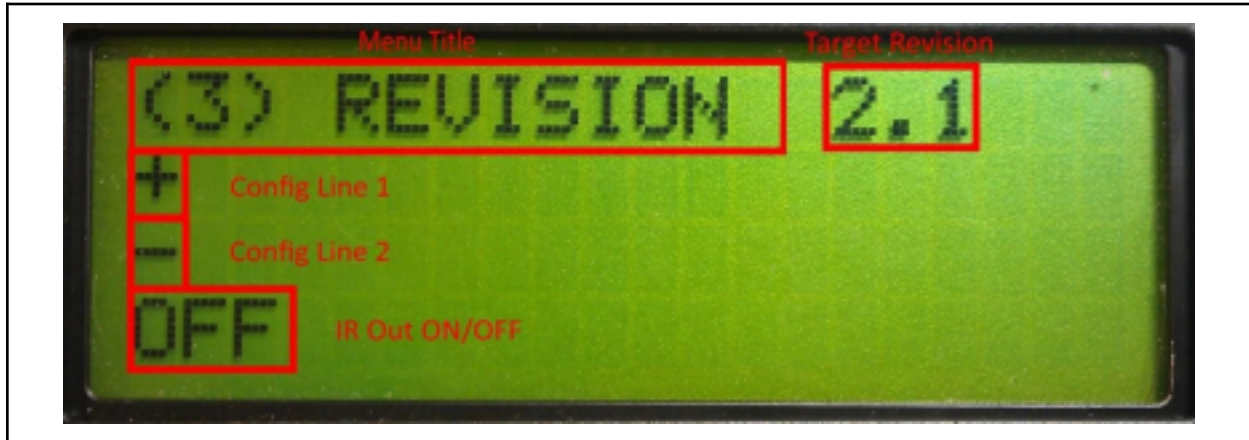 Menu Title Target Revision
(3) REVISION 2.1
+ Config Line 1
- Config Line 2
OFF IR Out ON/OFF